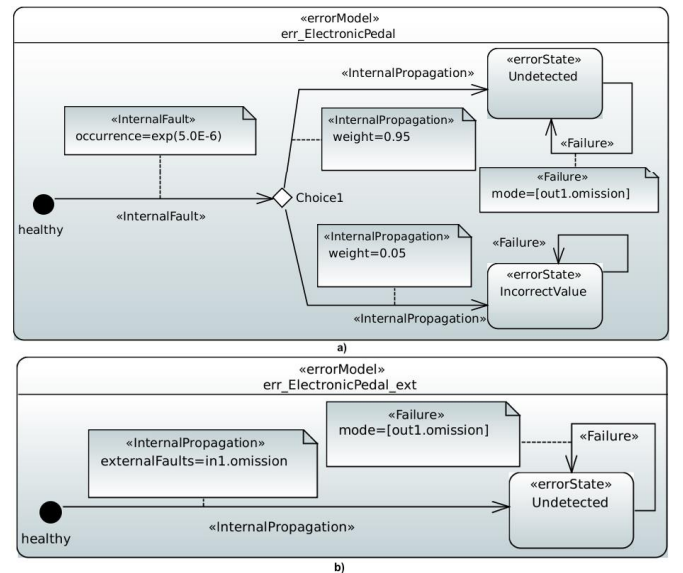 «errorModel»
err_ElectronicPedal
«errorState»
Undetected
«InternalPropagation»
«InternalFault»
occurrence=exp(5.0E-6)
«InternalPropagation»
weight=0.95
«Failure»
«Failure»
mode=[out1.omission]
Choice1
healthy
«InternalFault»
«InternalPropagation»
weight=0.05
«Failure»
«errorState»
IncorrectValue
«InternalPropagation»
a)
«errorModel»
err_ElectronicPedal_ext
«Failure»
mode=[out1.omission]
«Failure»
«InternalPropagation»
externalFaults=in1.omission
«errorState»
Undetected
«InternalPropagation»
healthy
b)